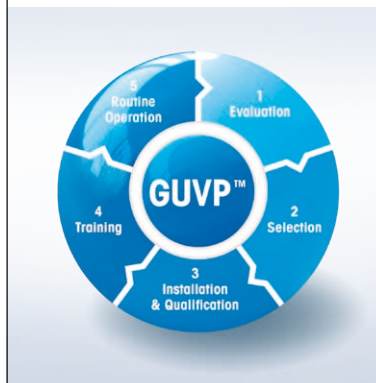 5
Routine
Operation
1
Evaluation
GUVP™
4
Training
2
Selection
3
Installation
& Qualification